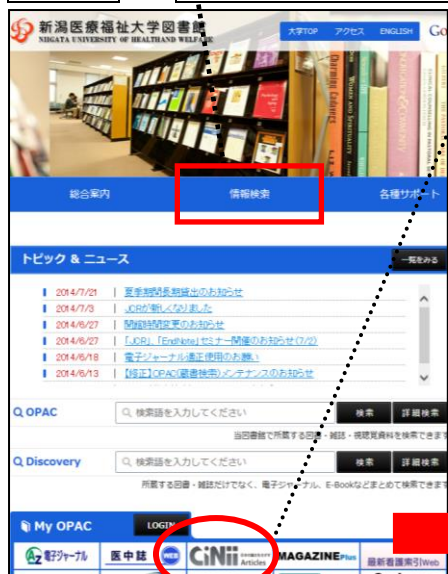 新潟医療福祉大学図書館
NIIGATA UNIVERSITY OF HEALTH AND WELFARE
大学TOP アクセス ENGLISH Go
Charming Cadavers
総合案内 情報検索 各種サポート
トピック & ニュース 一覧をみる
2014/7/21 | 夏季期間長期貸出のお知らせ
2014/7/3 | JCRが新しくなりました
2014/6/27 | 開館時間変更のお知らせ
2014/6/27 | 「JCR」、「EndNote」セミナー開催のお知らせ(7/2)
2014/6/18 | 電子ジャーナル適正使用のお願い
2014/6/13 | 【修正】OPAC(蔵書検索)メンテナンスのお知らせ
OPAC 検索語を入力してください 検索 詳細検索
当図書館で所蔵する図書・雑誌・視聴覚資料を検索できます
Discovery 検索語を入力してください 検索 詳細検索
所蔵する図書・雑誌だけでなく、電子ジャーナル、E-Bookなどまとめて検索できます
My OPAC LOGIN
電子ジャーナル 医中誌 WEB CiNii Articles MAGAZINEPlus 最新看護索引Web